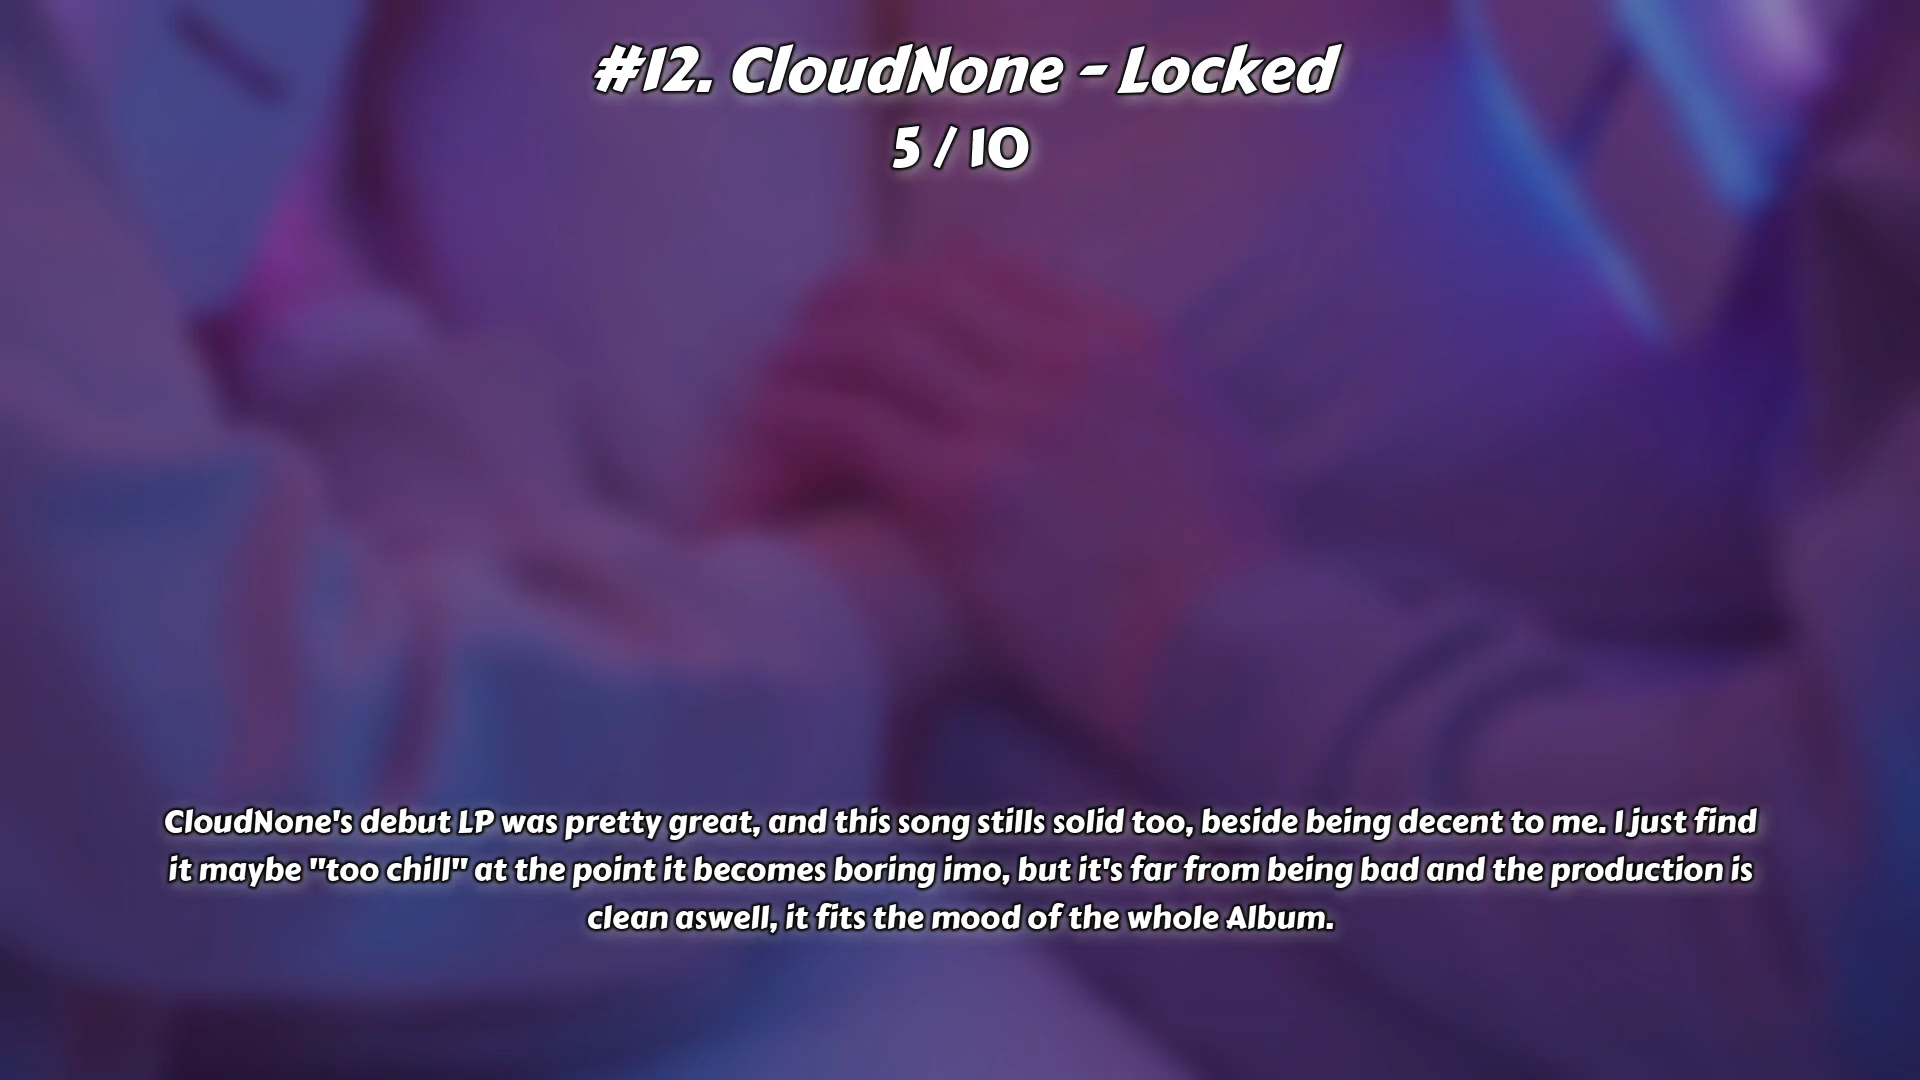 #12. CloudNone - Locked
5 / 10
CloudNone's debut LP was pretty great, and this song stills solid too, beside being decent to me. I just find
it maybe "too chill" at the point it becomes boring imo, but it's far from being bad and the production is
clean aswell, it fits the mood of the whole Album.